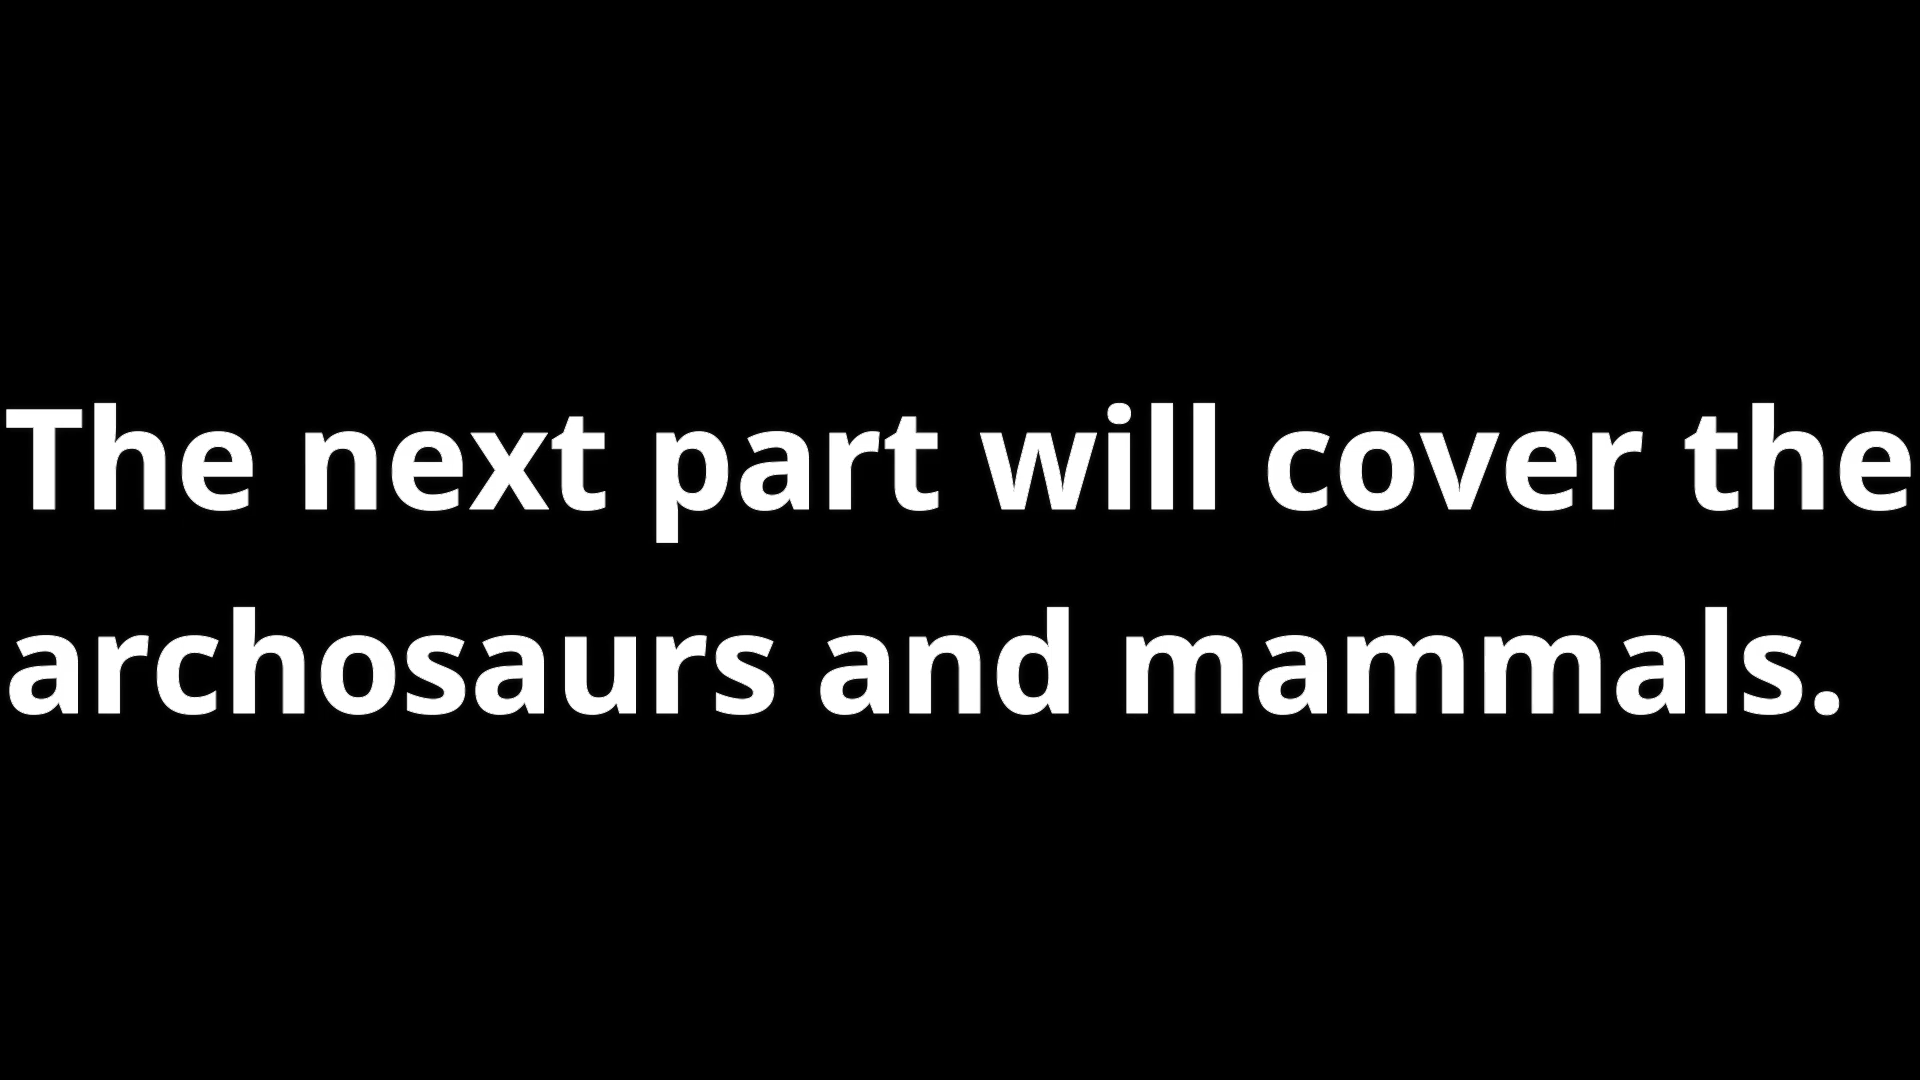 The next part will cover the
archosaurs and mammals.